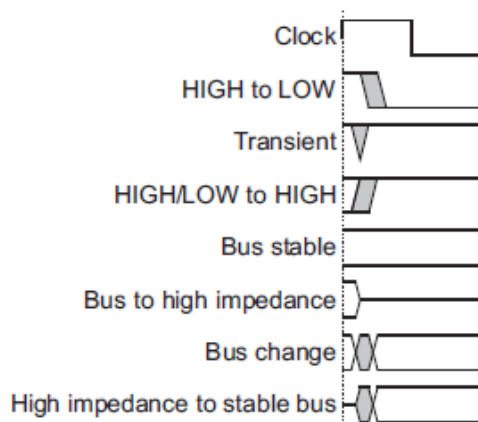 Clock
HIGH to LOW
Transient
HIGH/LOW to HIGH
Bus stable
Bus to high impedance
Bus change
High impedance to stable bus